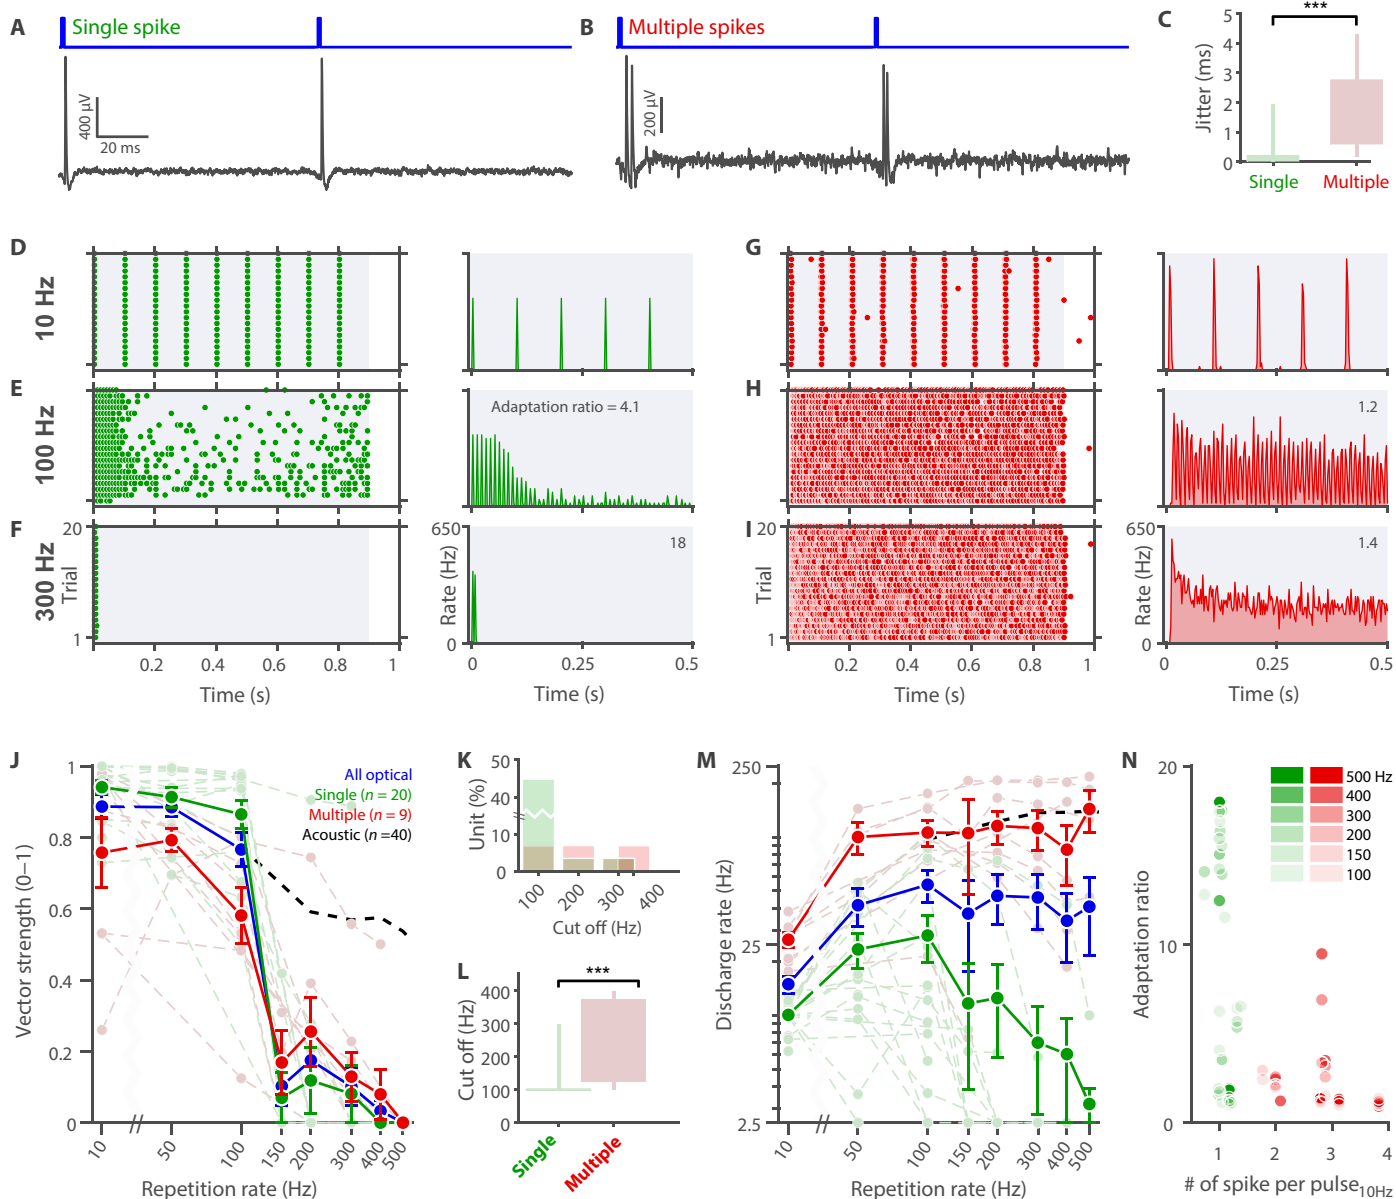 A
Single spike
400 µV
20 ms
B
Multiple spikes
200 µV
C
***
Jitter (ms)
5
4
3
2
1
0
Single
Multiple
D
10 Hz
G
E
100 Hz
Adaptation ratio = 4.1
H
1.2
F
300 Hz
Trial
20
1
0.2
0.4
0.6
0.8
1
Time (s)
Rate (Hz)
650
0
18
0
0.25
0.5
Time (s)
I
Trial
20
1
0.2
0.4
0.6
0.8
1
Time (s)
Rate (Hz)
650
0
1.4
0
0.25
0.5
Time (s)
J
Vector strength (0–1)
1
0.8
0.6
0.4
0.2
0
All optical
Single (n = 20)
Multiple (n = 9)
Acoustic (n =40)
10
50
100
150
200
300
400
500
Repetition rate (Hz)
K
Unit (%)
50
40
10
0
100
200
300
400
Cut off (Hz)
L
***
Cut off (Hz)
400
300
200
100
0
Single
Multiple
M
Discharge rate (Hz)
250
25
2.5
10
50
100
150
200
300
400
500
Repetition rate (Hz)
N
Adaptation ratio
20
10
0
500 Hz
400
300
200
150
100
1
2
3
4
# of spike per pulse10Hz